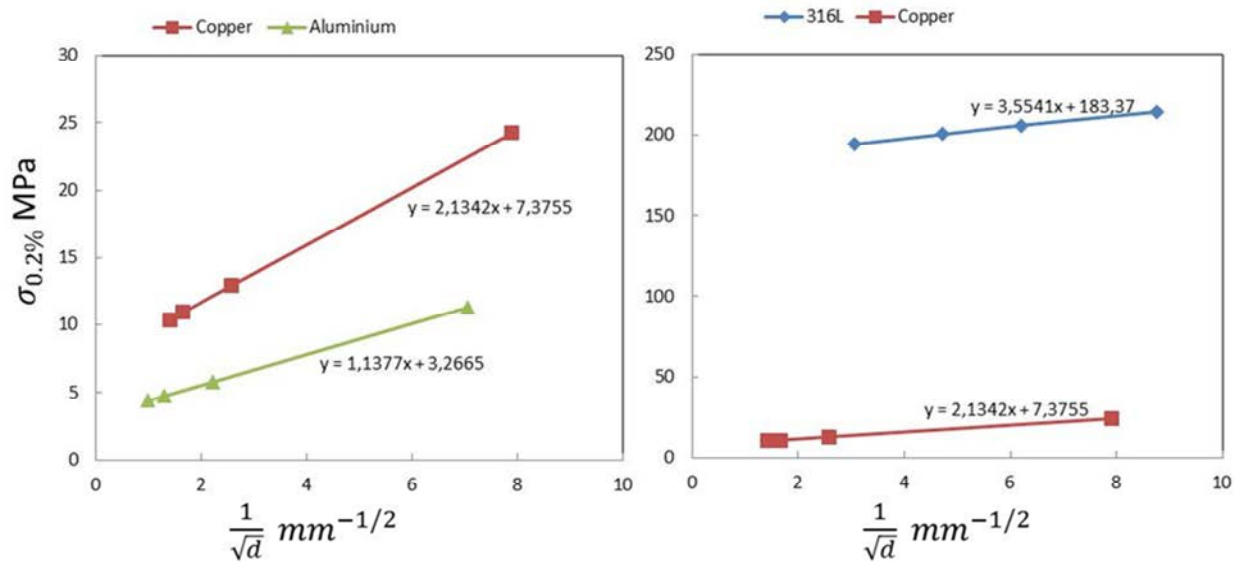 Copper Aluminium
30
25
20
15
10
5
0
0 2 4 6 8 10
σ0.2% MPa
y = 2,1342x + 7,3755
y = 1,1377x + 3,2665
1/√d mm^−1/2
316L Copper
250
200
150
100
50
0
0 2 4 6 8 10
y = 3,5541x + 183,37
y = 2,1342x + 7,3755
1/√d mm^−1/2